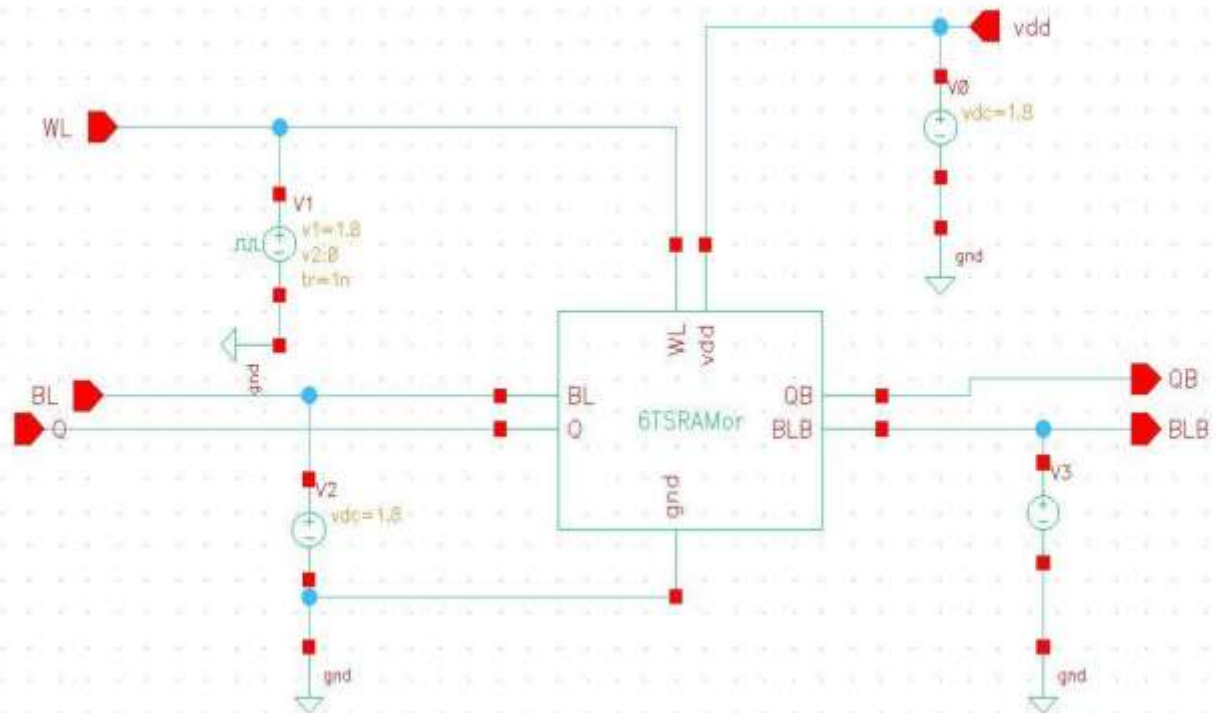 vdd
V0
vdc=1.8
WL
V1
v1=1.8
v2:0
tr=1n
gnd
WL
vdd
gnd
BL
BL
QB
QB
Q
Q
6TSRAMor
BLB
BLB
gnd
V2
vdc=1.8
V3
gnd
gnd